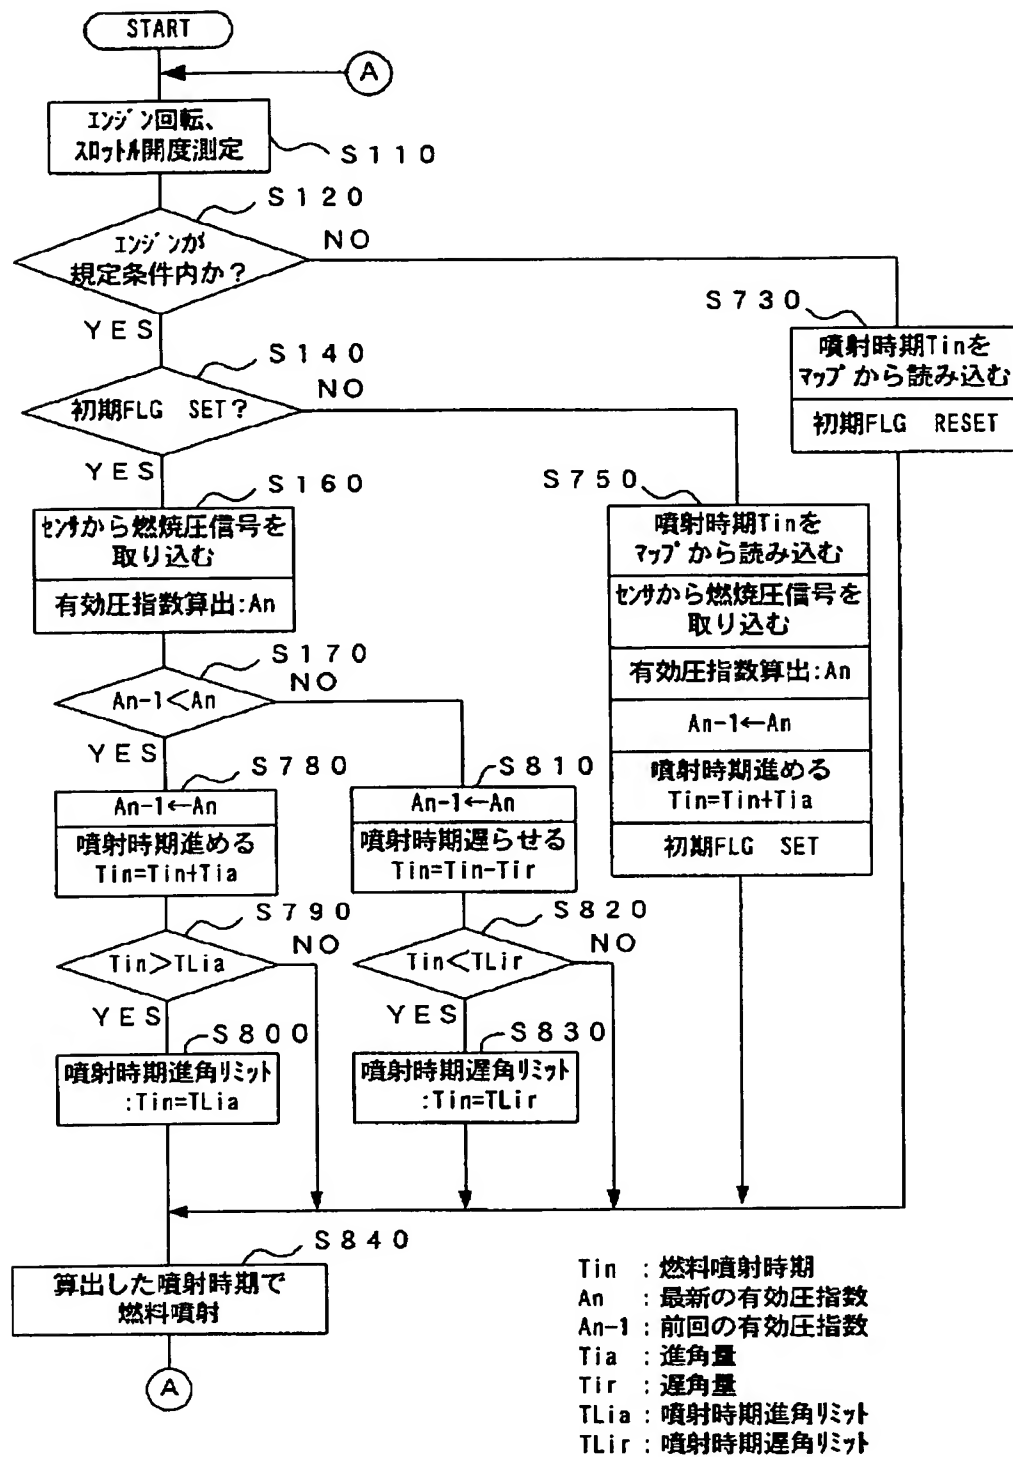 START
A
エンジン回転、
スロットル開度測定
S110
S120
エンジンが
規定条件内か？
NO
YES
S730
噴射時期Tinを
マップから読み込む
初期FLG RESET
S140
初期FLG SET？
NO
YES
S160
センサから燃焼圧信号を
取り込む
有効圧指数算出:An
S750
噴射時期Tinを
マップから読み込む
センサから燃焼圧信号を
取り込む
有効圧指数算出:An
An-1←An
噴射時期進める
Tin=Tin+Tia
初期FLG SET
S170
An-1＜An
NO
YES
S780
An-1←An
噴射時期進める
Tin=Tin+Tia
S810
An-1←An
噴射時期遅らせる
Tin=Tin-Tir
S790
Tin＞TLia
NO
YES
S820
Tin＜TLir
NO
YES
S800
噴射時期進角リミット
:Tin=TLia
S830
噴射時期遅角リミット
:Tin=TLir
S840
算出した噴射時期で
燃料噴射
A
Tin :燃料噴射時期
An :最新の有効圧指数
An-1:前回の有効圧指数
Tia :進角量
Tir :遅角量
TLia:噴射時期進角リミット
TLir:噴射時期遅角リミット